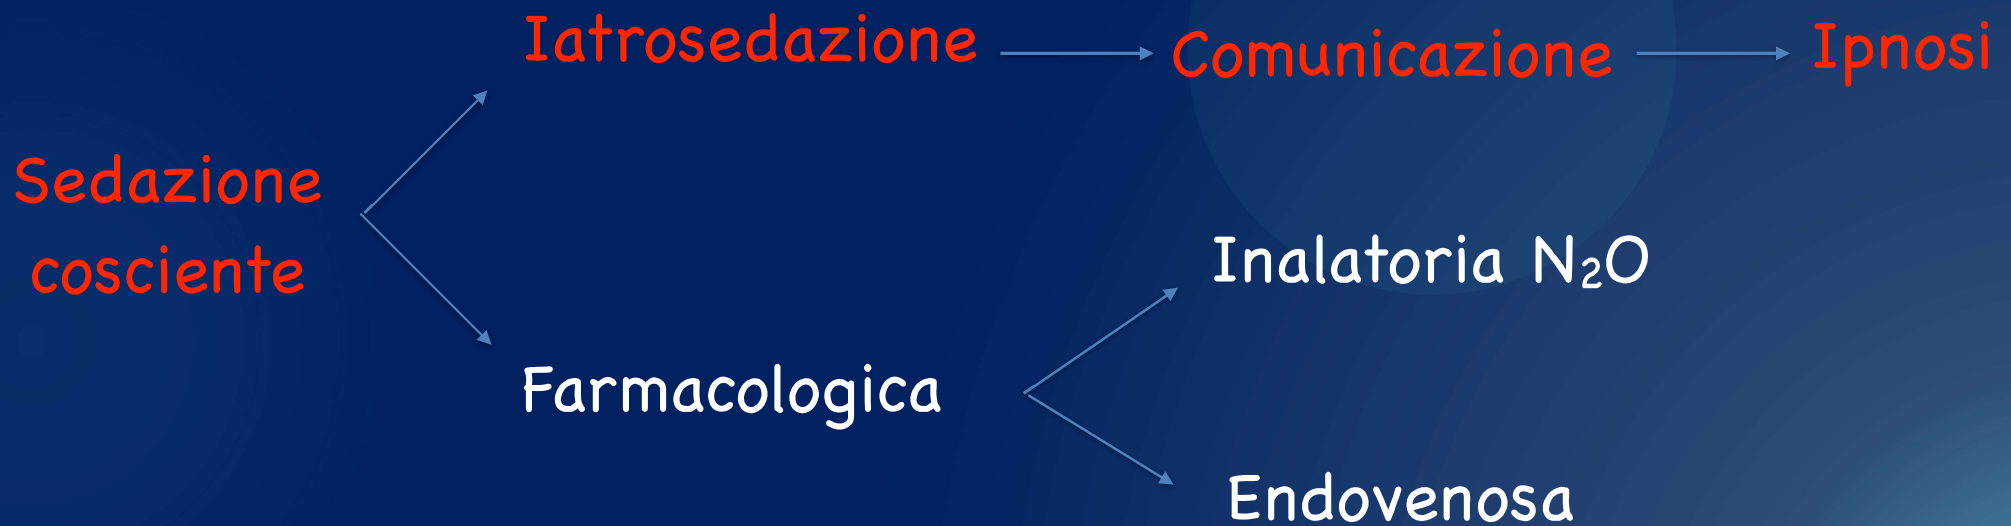 Iatrosedazione
Comunicazione
Ipnosi
Sedazione
cosciente
Inalatoria N₂O
Farmacologica
Endovenosa